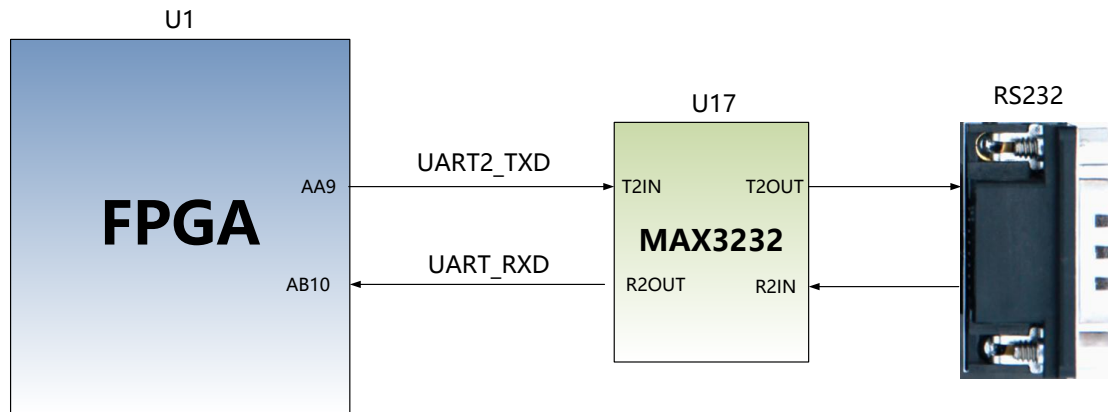 U1
U17
RS232
UART2_TXD
AA9
T2IN
T2OUT
FPGA
MAX3232
UART_RXD
AB10
R2OUT
R2IN